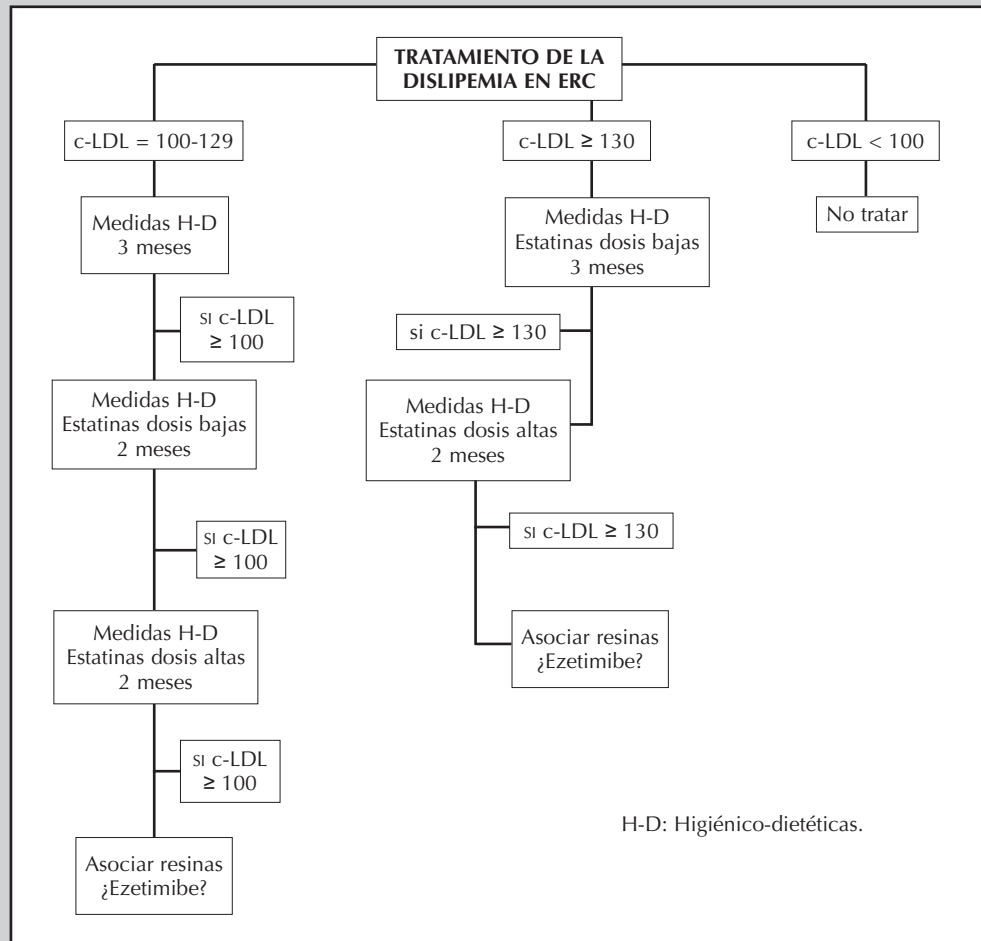 TRATAMIENTO DE LA
DISLIPEMIA EN ERC
c-LDL = 100-129
Medidas H-D
3 meses
SI c-LDL
≥ 100
Medidas H-D
Estatinas dosis bajas
2 meses
SI c-LDL
≥ 100
Medidas H-D
Estatinas dosis altas
2 meses
SI c-LDL
≥ 100
Asociar resinas
¿Ezetimibe?
c-LDL ≥ 130
Medidas H-D
Estatinas dosis bajas
3 meses
si c-LDL ≥ 130
Medidas H-D
Estatinas dosis altas
2 meses
SI c-LDL ≥ 130
Asociar resinas
¿Ezetimibe?
c-LDL < 100
No tratar
H-D: Higiénico-dietéticas.